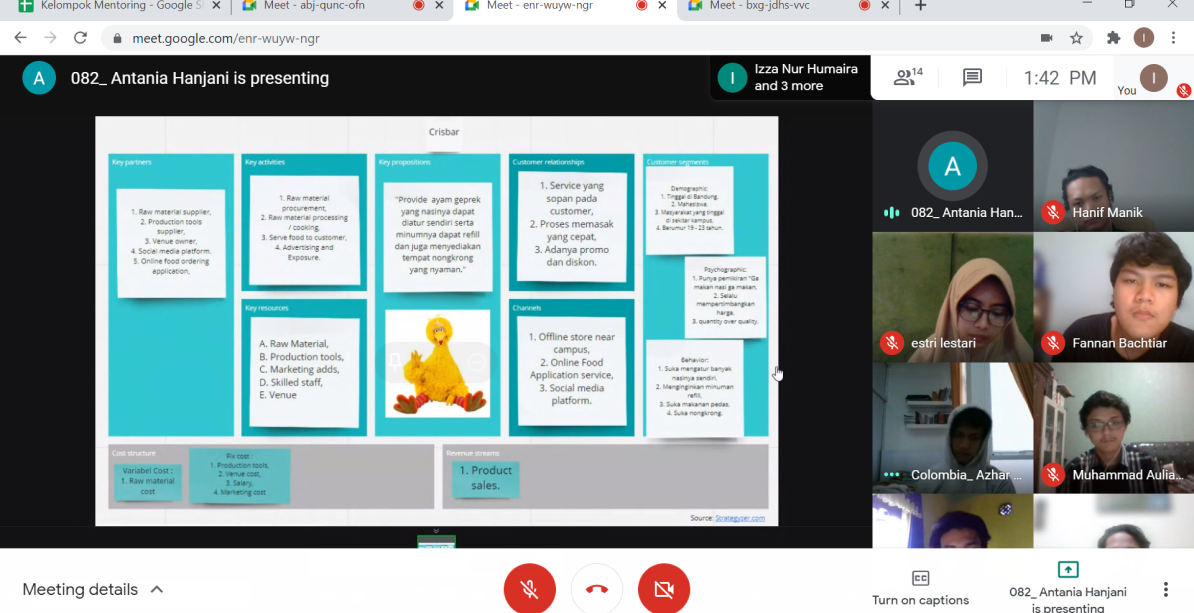 Kelompok Mentoring - Google S
Meet - abj-qunc-ofn
Meet - enr-wuyw-ngr
Meet - bxg-jdhs-vvc
meet.google.com/enr-wuyw-ngr
I
A
082_ Antania Hanjani is presenting
I
Izza Nur Humaira
and 3 more
14
1:42 PM
You
I
Crisbar
Key partners
1. Raw material supplier,
2. Production tools
supplier,
3. Venue owner,
4. Social media platform.
5. Online food ordering
application,
Key activities
1. Raw material
procurement,
2. Raw material processing
/ cooking,
3. Serve food to customer,
4. Advertising and
Exposure.
Key resources
A. Raw Material,
B. Production tools,
C. Marketing adds,
D. Skilled staff,
E. Venue
Key propositions
"Provide ayam geprek
yang nasinya dapat
diatur sendiri serta
minumnya dapat refill
dan juga menyediakan
tempat nongkrong
yang nyaman."
Customer relationships
1. Service yang
sopan pada
customer,
2. Proses memasak
yang cepat,
3. Adanya promo
dan diskon.
Channels
1. Offline store near
campus,
2. Online Food
Application service,
3. Social media
platform.
Customer segments
Demographic:
1. Tinggal di Bandung.
2. Mahasiswa.
3. Masyarakat yang tinggal
di sekitar kampus.
4. Berumur 19 - 23 tahun.
Psychographic:
1. Punya pemikiran "Ga
makan nasi ga makan,
2. Selalu
mempertimbangkan
harga,
3. quantity over quality.
Behavior:
1. Suka mengatur banyak
nasinya sendiri,
2. Menginginkan minuman
refill,
3. Suka makanan pedas,
4. Suka nongkrong.
Cost structure
Variabel Cost :
1. Raw material
cost
Fix cost :
1. Production tools,
2. Venue cost,
3. Salary,
4. Marketing cost
Revenue streams
1. Product
sales.
Source: Strategyzer.com
A
082_ Antania Han...
Hanif Manik
estri lestari
Fannan Bachtiar
Colombia_ Azhar ...
Muhammad Aulia...
Meeting details
Turn on captions
082_ Antania Hanjani
is presenting